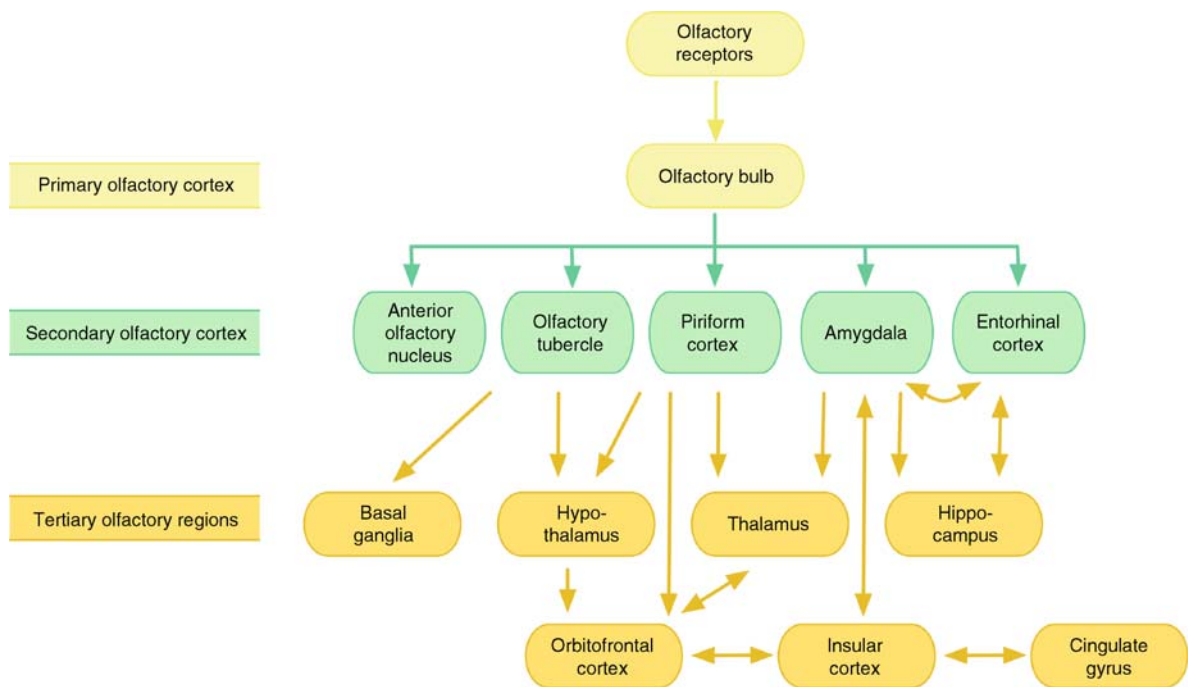 Olfactory
receptors
Primary olfactory cortex
Olfactory bulb
Secondary olfactory cortex
Anterior
olfactory
nucleus
Olfactory
tubercle
Piriform
cortex
Amygdala
Entorhinal
cortex
Tertiary olfactory regions
Basal
ganglia
Hypo-
thalamus
Thalamus
Hippo-
campus
Orbitofrontal
cortex
Insular
cortex
Cingulate
gyrus